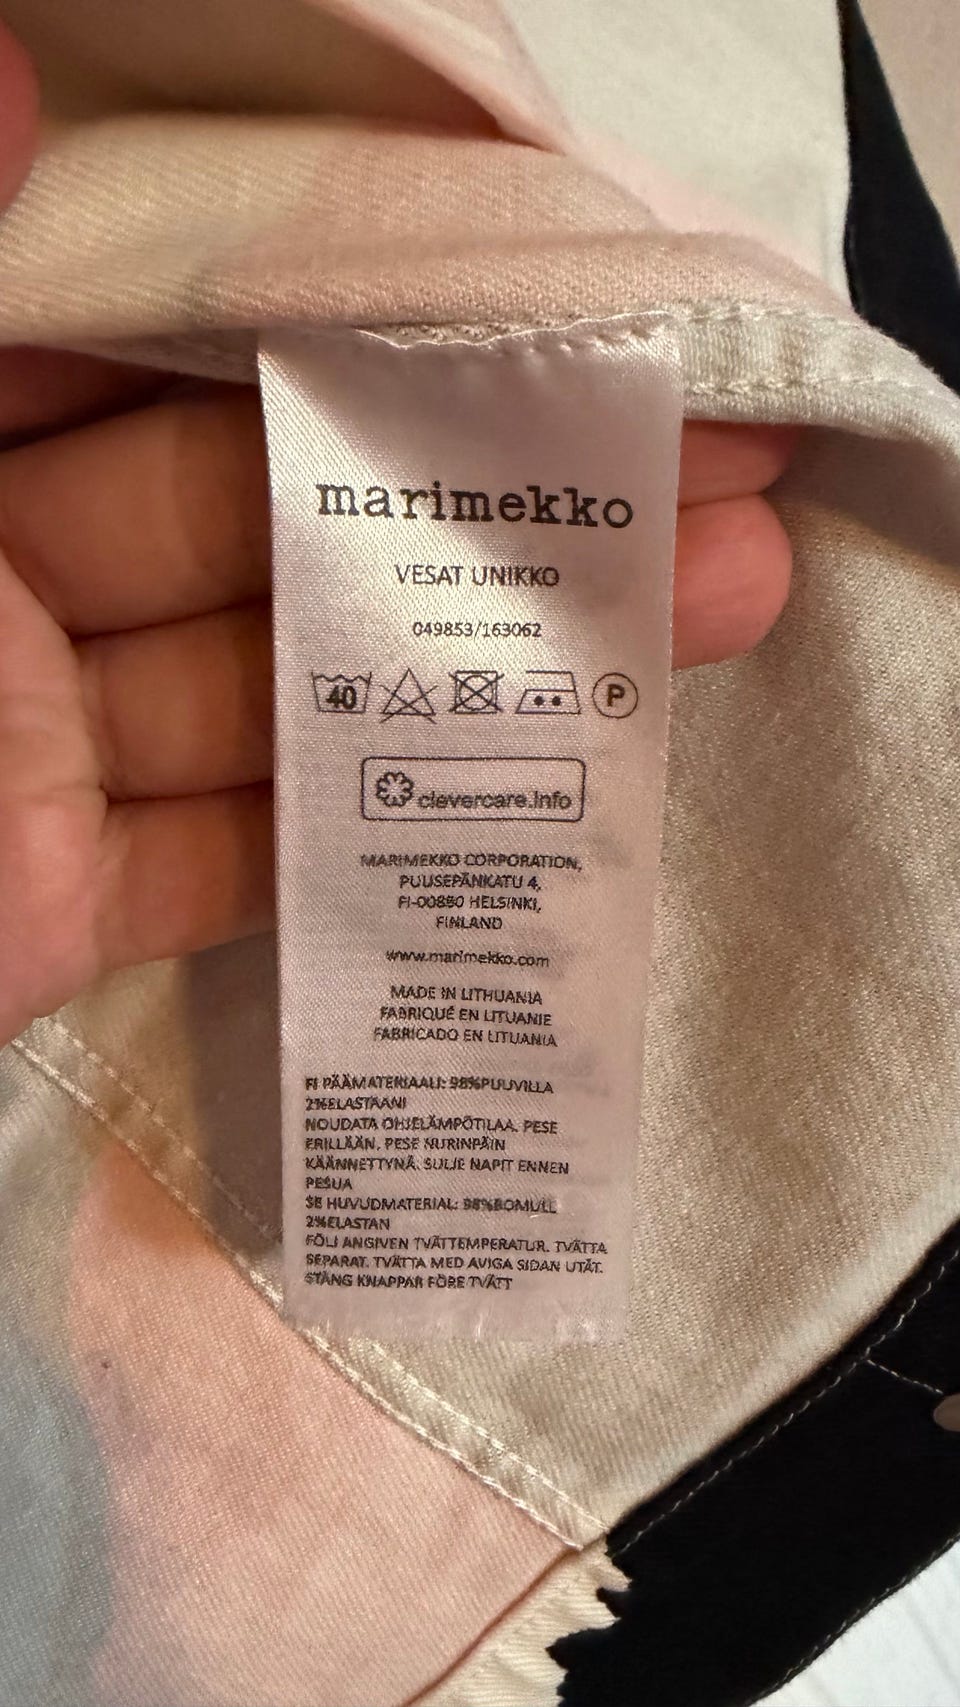 marimekko
VESAT UNIKKO
049853/163062
40 P
clevercare.info
MARIMEKKO CORPORATION,
PUUSEPÄNKATU 4,
FI-00880 HELSINKI,
FINLAND
www.marimekko.com
MADE IN LITHUANIA
FABRIQUÉ EN LITUANIE
FABRICADO EN LITUANIA
FI PÄÄMATERIAALI: 98%PUUVILLA
2%ELASTAANI
NOUDATA OHJELÄMPÖTILAA. PESE
ERILLÄÄN. PESE NURINPÄIN
KÄÄNNETTYNÄ. SULJE NAPIT ENNEN
PESUA
SE HUVUDMATERIAL: 98%BOMULL
2%ELASTAN
FÖLJ ANGIVEN TVÄTTEMPERATUR. TVÄTTA
SEPARAT. TVÄTTA MED AVIGA SIDAN UTÅT.
STÄNG KNAPPAR FÖRE TVÄTT